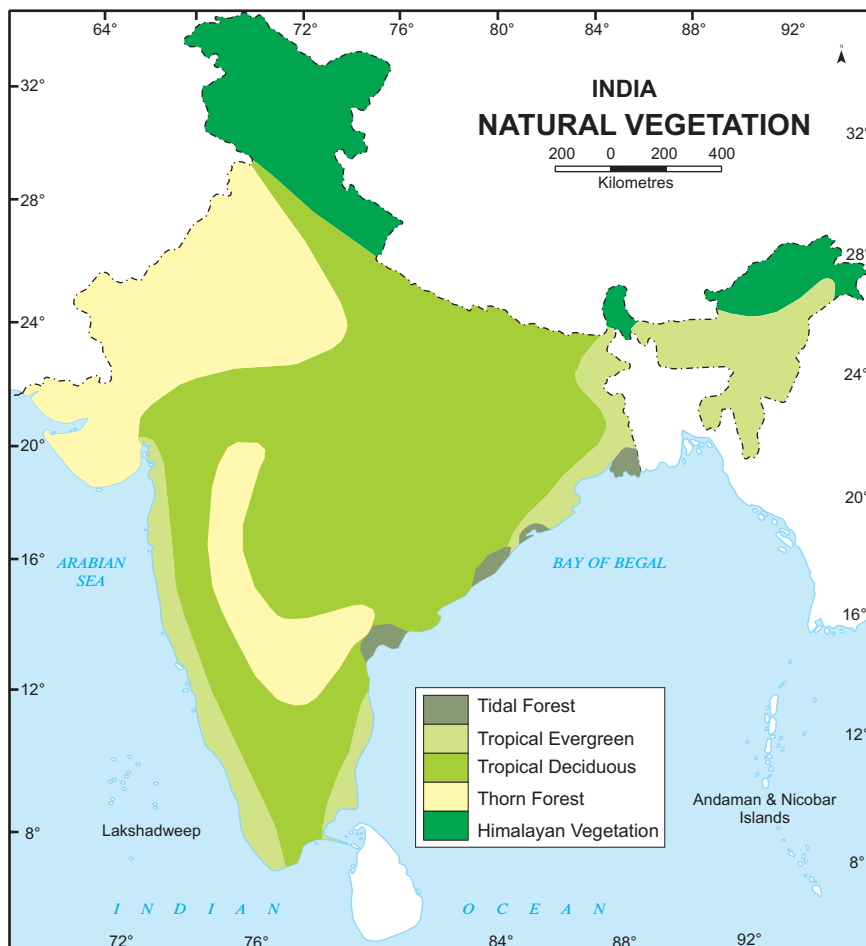 64° 72° 76° 80° 84° 88° 92°
N
INDIA
NATURAL VEGETATION
200 0 200 400
Kilometres
32°
32°
28°
28°
24°
24°
20°
20°
16°
16°
ARABIAN
SEA
BAY OF BEGAL
12°
12°
Tidal Forest
Tropical Evergreen
Tropical Deciduous
Thorn Forest
Himalayan Vegetation
Andaman & Nicobar
Islands
Lakshadweep
8°
8°
INDIAN OCEAN
72° 76° 84° 88° 92°